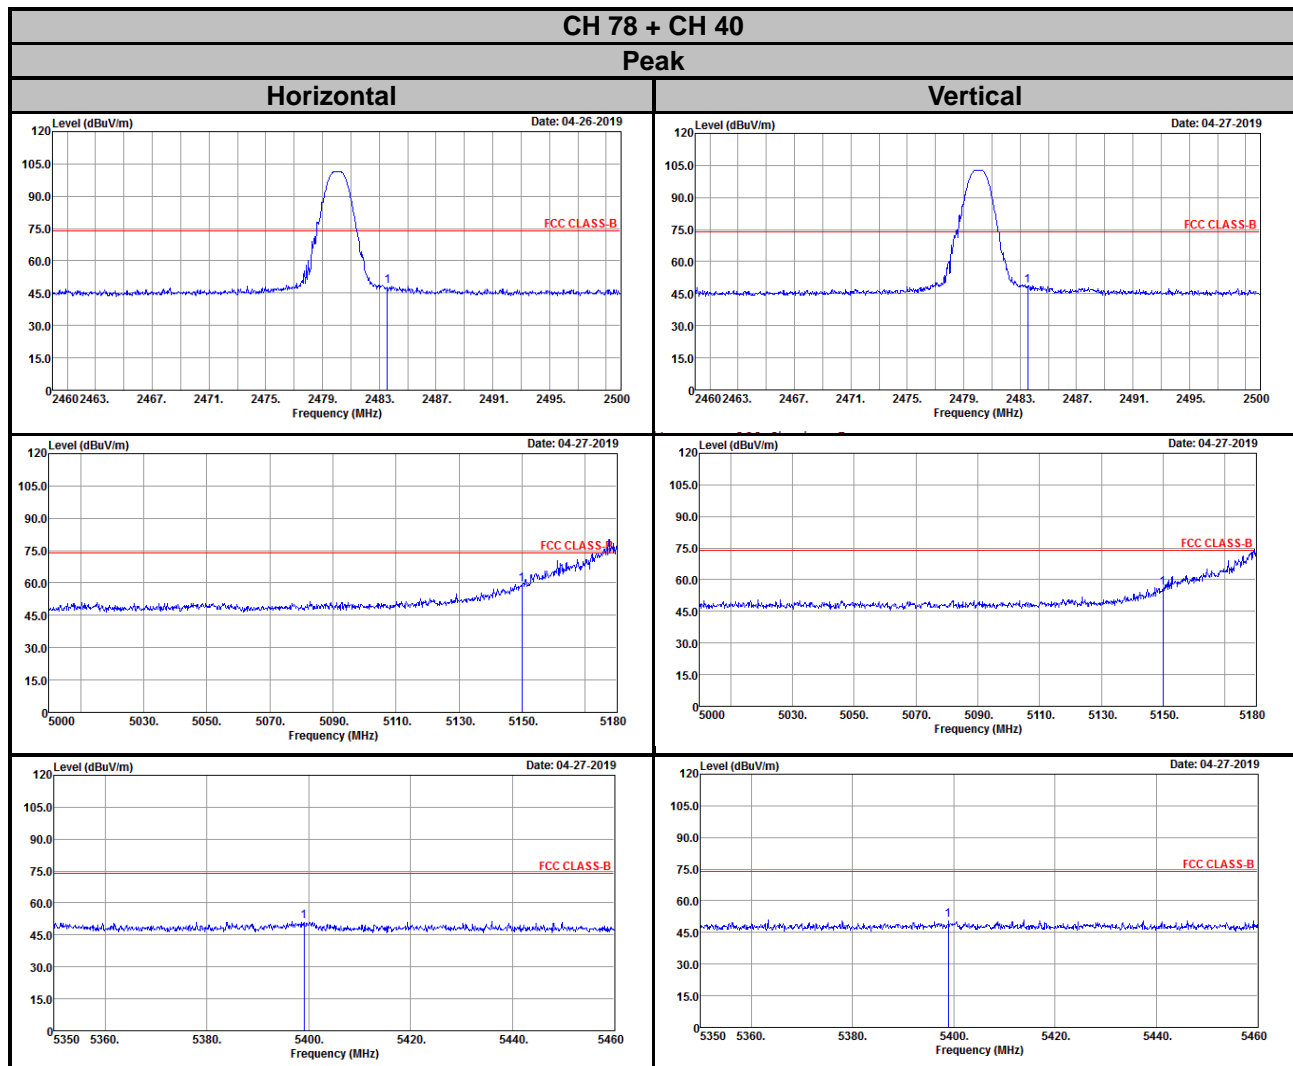 CH 78 + CH 40
Peak
Horizontal Vertical
Level (dBuV/m) Date: 04-26-2019
120
105.0
90.0
75.0
60.0
45.0
30.0
15.0
0
FCC CLASS-B
1
2460 2463. 2467. 2471. 2475. 2479. 2483. 2487. 2491. 2495. 2500
Frequency (MHz)
Level (dBuV/m) Date: 04-27-2019
120
105.0
90.0
75.0
60.0
45.0
30.0
15.0
0
FCC CLASS-B
1
2460 2463. 2467. 2471. 2475. 2479. 2483. 2487. 2491. 2495. 2500
Frequency (MHz)
Level (dBuV/m) Date: 04-27-2019
120
105.0
90.0
75.0
60.0
45.0
30.0
15.0
0
FCC CLASS-B
1
5000 5030. 5050. 5070. 5090. 5110. 5130. 5150. 5180
Frequency (MHz)
Level (dBuV/m) Date: 04-27-2019
120
105.0
90.0
75.0
60.0
45.0
30.0
15.0
0
FCC CLASS-B
1
5000 5030. 5050. 5070. 5090. 5110. 5130. 5150. 5180
Frequency (MHz)
Level (dBuV/m) Date: 04-27-2019
120
105.0
90.0
75.0
60.0
45.0
30.0
15.0
0
FCC CLASS-B
1
5350 5360. 5380. 5400. 5420. 5440. 5460
Frequency (MHz)
Level (dBuV/m) Date: 04-27-2019
120
105.0
90.0
75.0
60.0
45.0
30.0
15.0
0
FCC CLASS-B
1
5350 5360. 5380. 5400. 5420. 5440. 5460
Frequency (MHz)